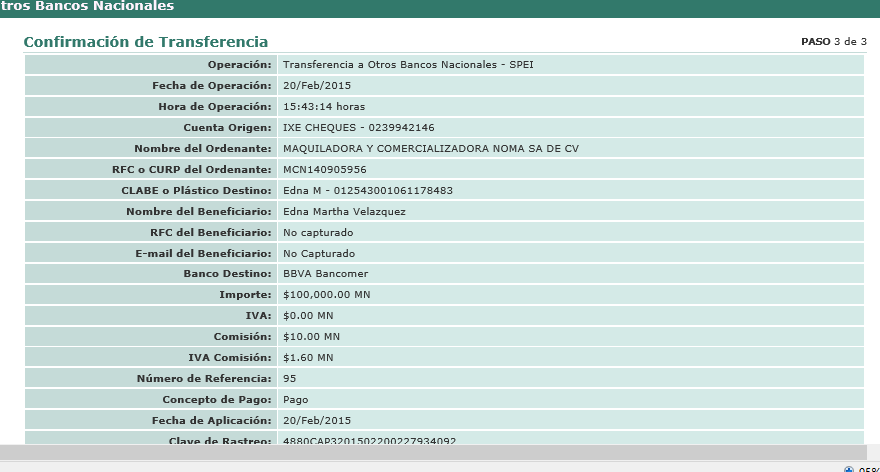 tros Bancos Nacionales
Confirmación de Transferencia PASO 3 de 3
Operación: Transferencia a Otros Bancos Nacionales - SPEI
Fecha de Operación: 20/Feb/2015
Hora de Operación: 15:43:14 horas
Cuenta Origen: IXE CHEQUES - 0239942146
Nombre del Ordenante: MAQUILADORA Y COMERCIALIZADORA NOMA SA DE CV
RFC o CURP del Ordenante: MCN140905956
CLABE o Plástico Destino: Edna M - 012543001061178483
Nombre del Beneficiario: Edna Martha Velazquez
RFC del Beneficiario: No capturado
E-mail del Beneficiario: No Capturado
Banco Destino: BBVA Bancomer
Importe: $100,000.00 MN
IVA: $0.00 MN
Comisión: $10.00 MN
IVA Comisión: $1.60 MN
Número de Referencia: 95
Concepto de Pago: Pago
Fecha de Aplicación: 20/Feb/2015
Clave de Rastreo: 4880CAP3201502200227934092